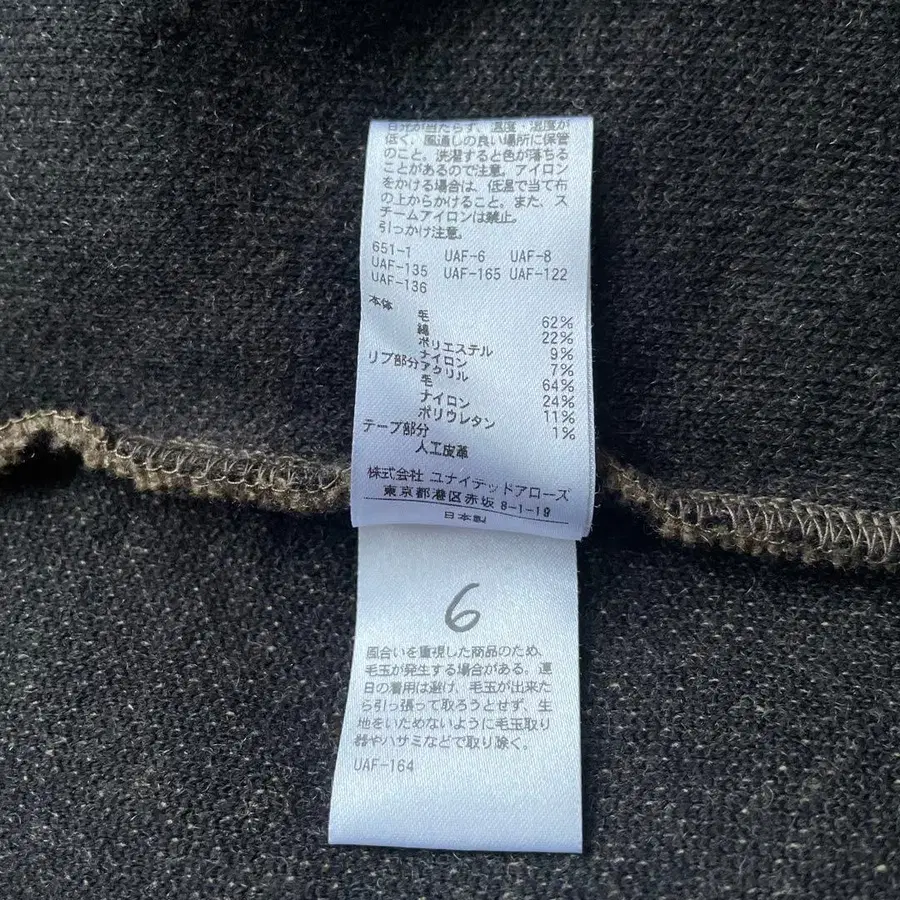 日光が当たらず、温度・湿度が
低く、風通しの良い場所に保管
のこと。洗濯すると色が落ちる
ことがあるので注意。アイロン
をかける場合は、低温で当て布
の上からかけること。また、ス
チームアイロンは禁止。
引っかけ注意。
651-1 UAF-6 UAF-8
UAF-135 UAF-165 UAF-122
UAF-136
本体
毛 62%
綿 22%
ポリエステル 9%
ナイロン 7%
リブ部分アクリル 64%
毛 24%
ナイロン 11%
ポリウレタン 1%
テープ部分
人工皮革
株式会社 ユナイテッドアローズ
東京都港区赤坂 8-1-19
日本製
6
風合いを重視した商品のため、
毛玉が発生する場合がある。連
日の着用は避け、毛玉が出来た
ら引っ張って取ろうとせず、生
地をいためないように毛玉取り
器やハサミなどで取り除く。
UAF-164